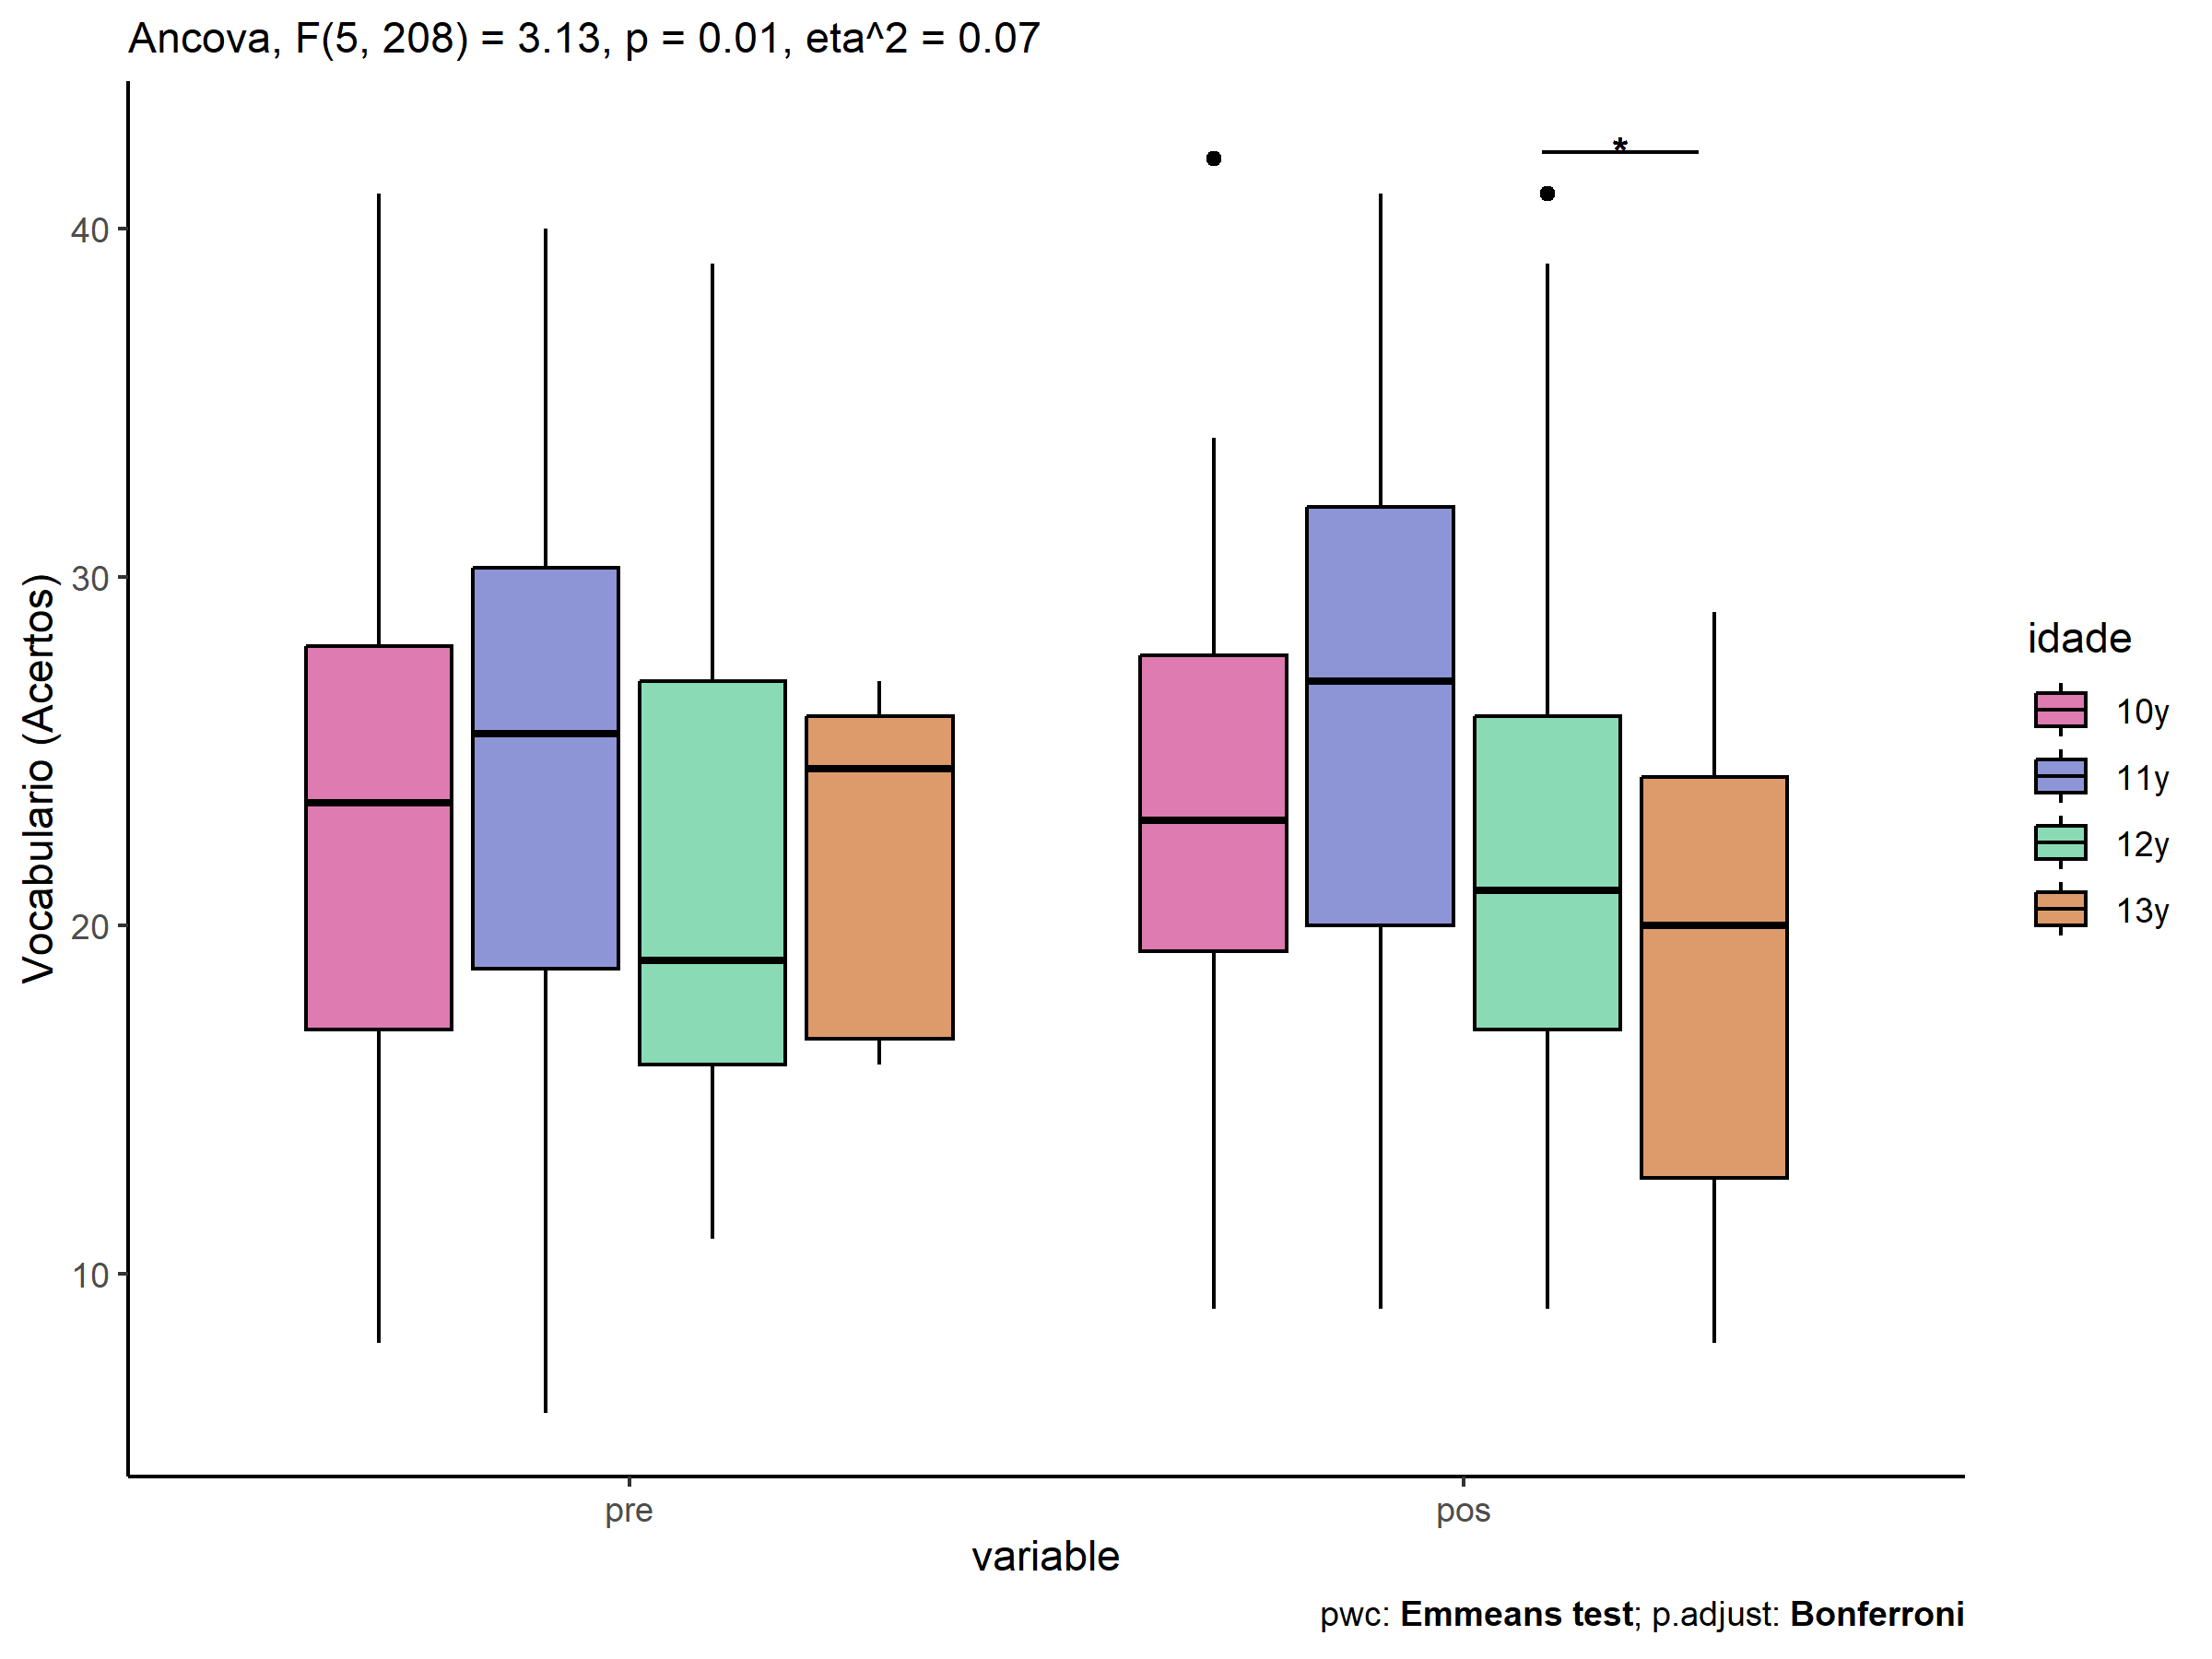 Ancova, F(5, 208) = 3.13, p = 0.01, eta^2 = 0.07
*
40
30
20
10
Vocabulario (Acertos)
pre
pos
variable
idade
10y
11y
12y
13y
pwc: Emmeans test; p.adjust: Bonferroni